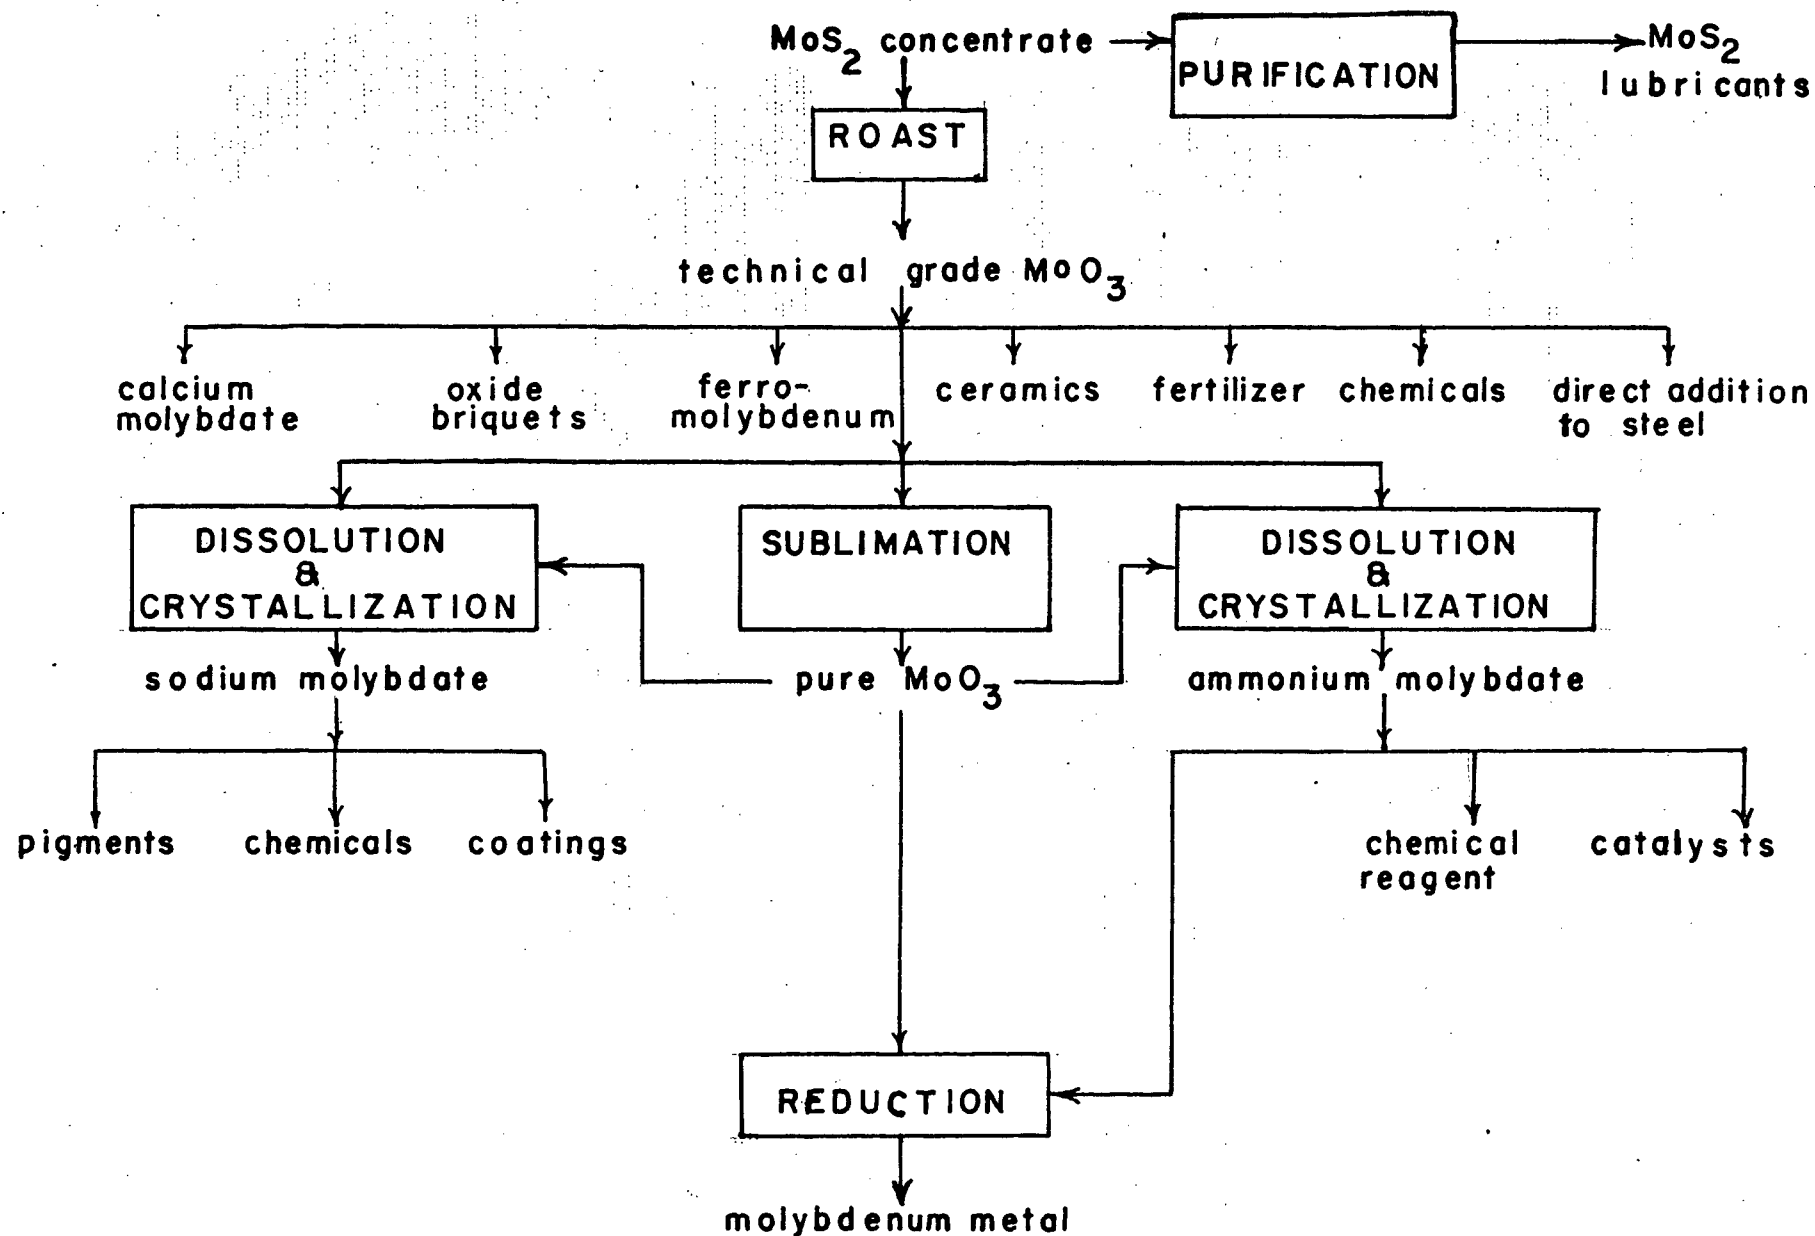 MoS2 concentrate
PURIFICATION
MoS2
lubricants
ROAST
technical grade MoO3
calcium
molybdate
oxide
briquets
ferro-
molybdenum
ceramics
fertilizer
chemicals
direct addition
to steel
DISSOLUTION
&
CRYSTALLIZATION
SUBLIMATION
DISSOLUTION
&
CRYSTALLIZATION
sodium molybdate
pure MoO3
ammonium molybdate
pigments
chemicals
coatings
chemical
reagent
catalysts
REDUCTION
molybdenum metal